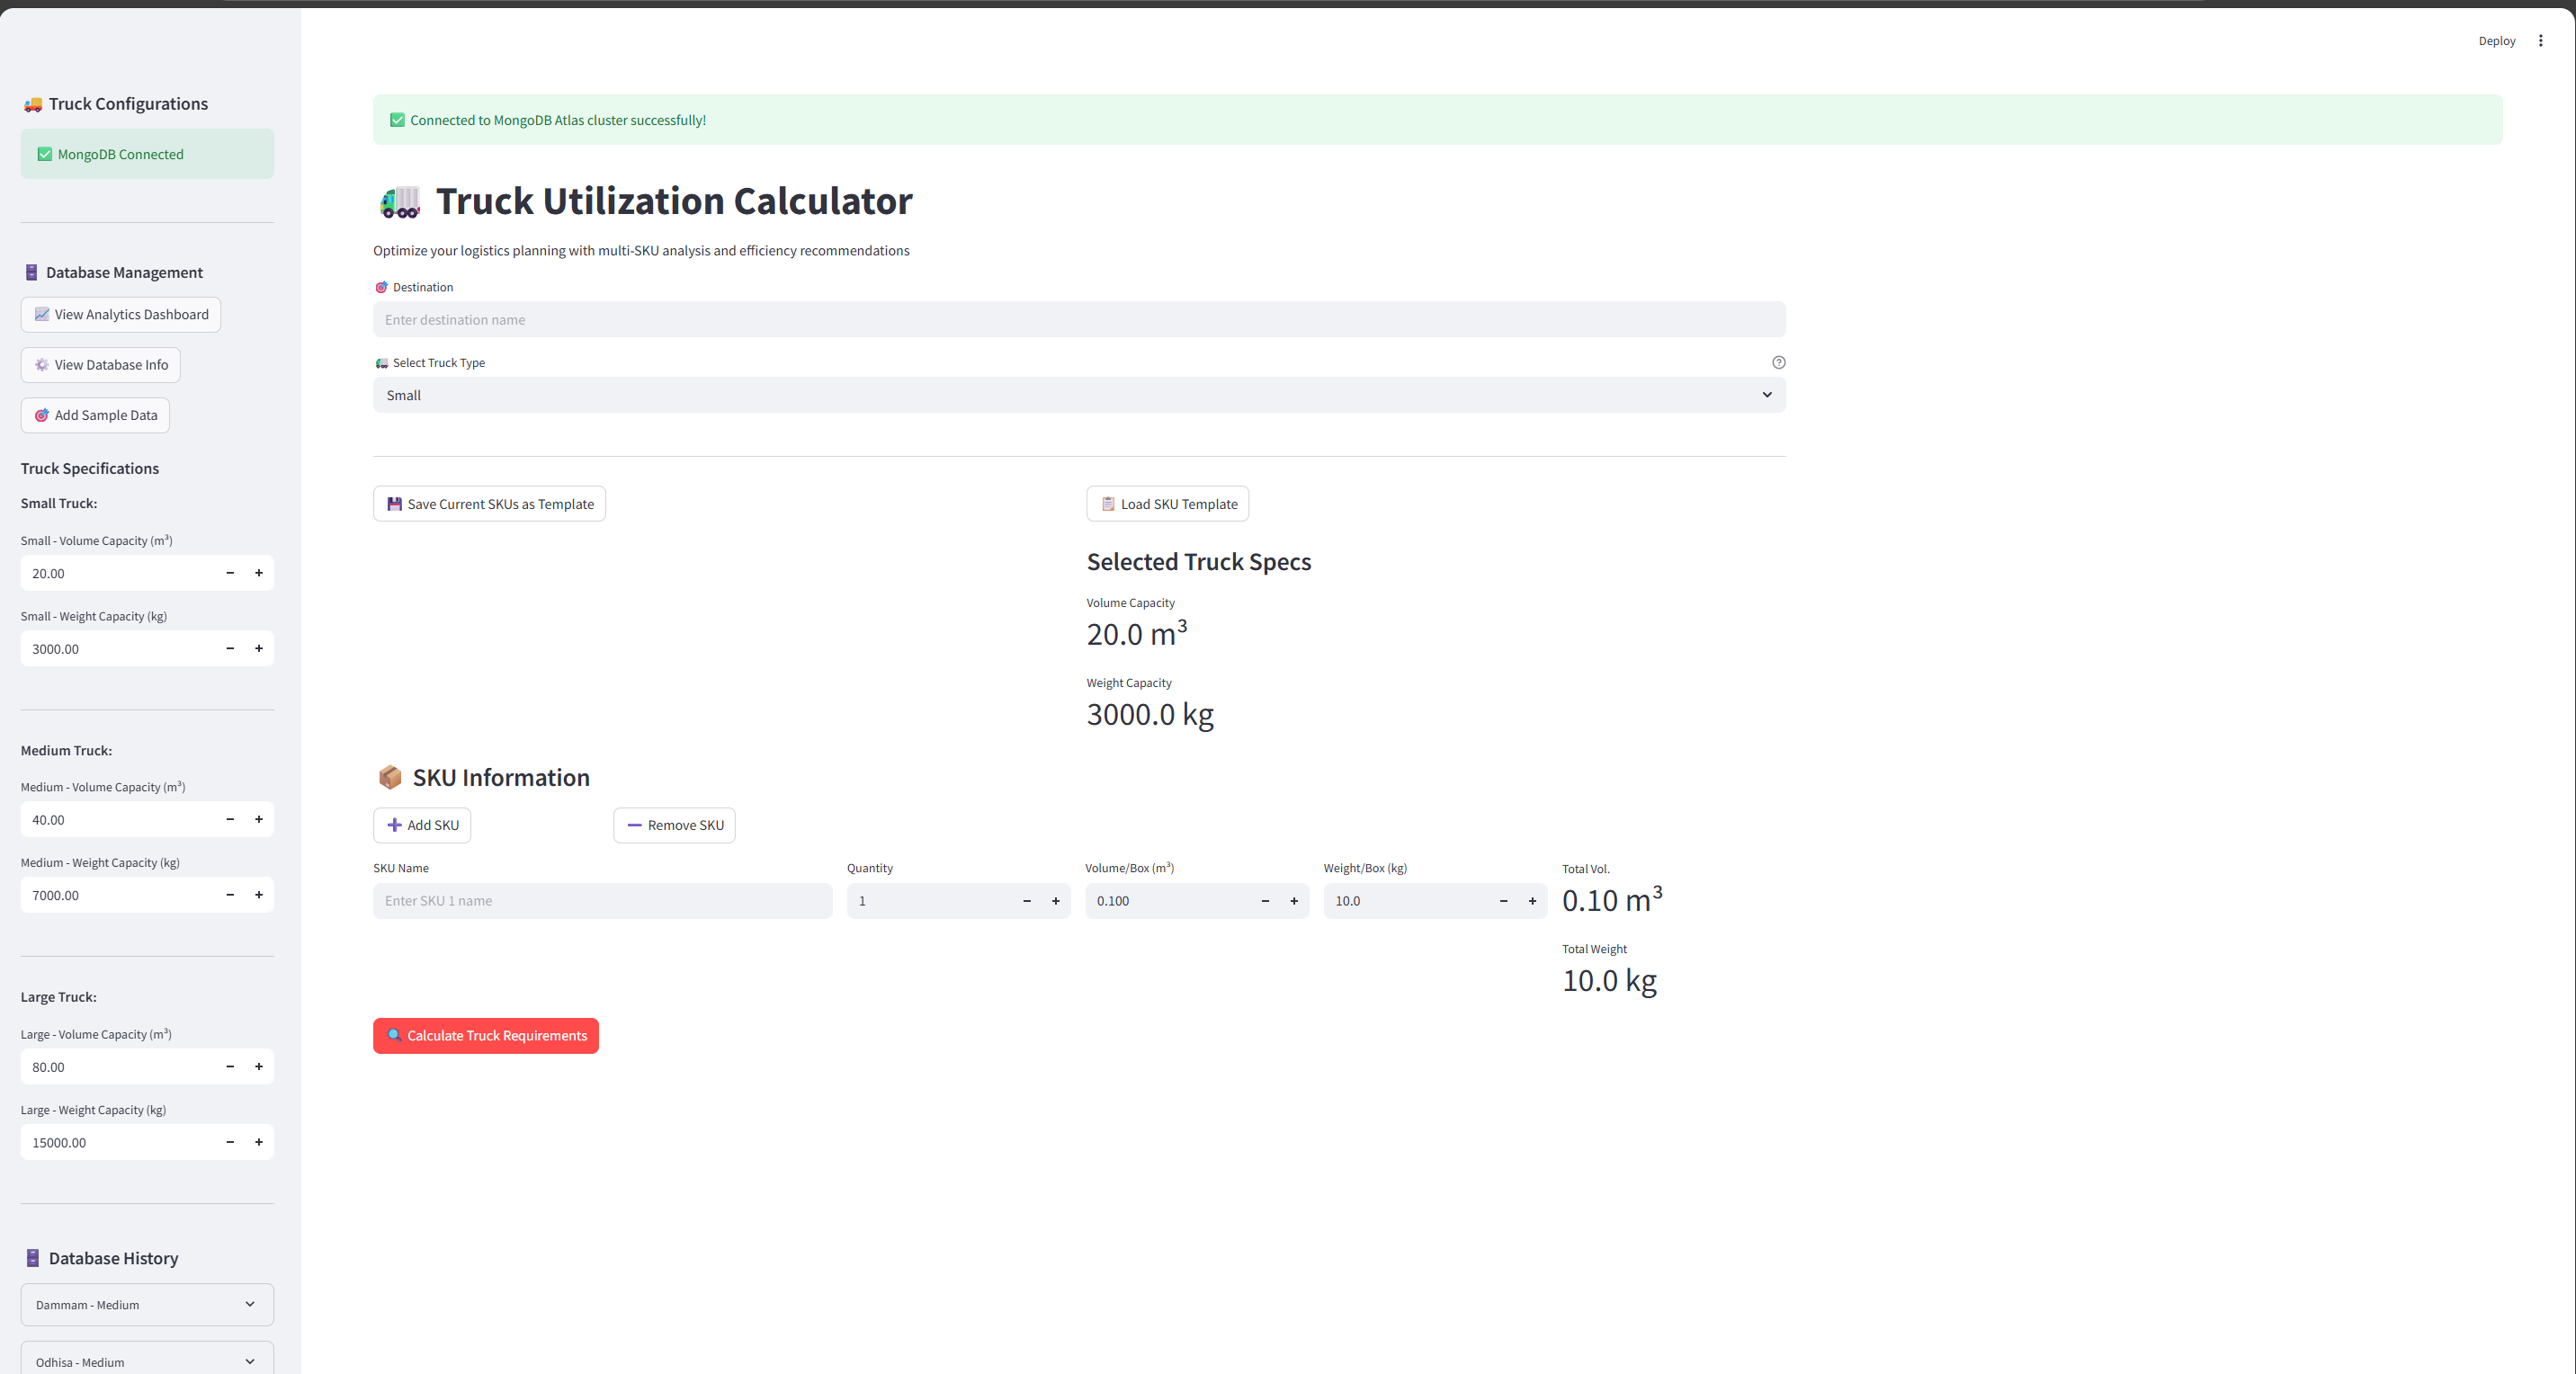 Deploy
Truck Configurations
MongoDB Connected
Database Management
View Analytics Dashboard
View Database Info
Add Sample Data
Truck Specifications
Small Truck:
Small - Volume Capacity (m³)
20.00
Small - Weight Capacity (kg)
3000.00
Medium Truck:
Medium - Volume Capacity (m³)
40.00
Medium - Weight Capacity (kg)
7000.00
Large Truck:
Large - Volume Capacity (m³)
80.00
Large - Weight Capacity (kg)
15000.00
Database History
Dammam - Medium
Odhisa - Medium
Connected to MongoDB Atlas cluster successfully!
Truck Utilization Calculator
Optimize your logistics planning with multi-SKU analysis and efficiency recommendations
Destination
Enter destination name
Select Truck Type
Small
Save Current SKUs as Template
Load SKU Template
Selected Truck Specs
Volume Capacity
20.0 m³
Weight Capacity
3000.0 kg
SKU Information
Add SKU
Remove SKU
SKU Name
Enter SKU 1 name
Quantity
1
Volume/Box (m³)
0.100
Weight/Box (kg)
10.0
Total Vol.
0.10 m³
Total Weight
10.0 kg
Calculate Truck Requirements